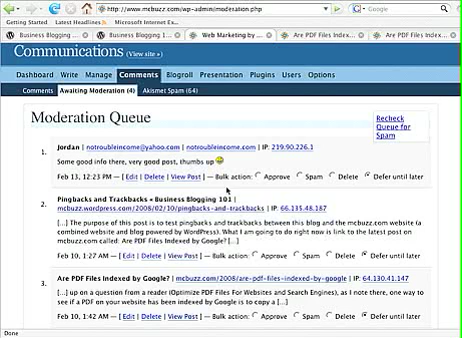 http://www.mcbuzz.com/wp-admin/moderation.php
Google
Getting Started Latest Headlines Microsoft Internet Ex...
Business Blogging ... Business Blogging 1... Web Marketing by ... Are PDF Files Index... Are PDF Files Index...
Communications (View site »)
Dashboard Write Manage Comments Blogroll Presentation Plugins Users Options
Comments Awaiting Moderation (4) Akismet Spam (64)
Moderation Queue
Recheck
Queue for
Spam
1. Jordan | notroubleincome@yahoo.com | notroubleincome.com | IP: 219.90.226.1
Some good info there, very good post, thumbs up
Feb 13, 12:23 PM — [ Edit | Delete | View Post ] — Bulk action: Approve Spam Delete Defer until later
2. Pingbacks and Trackbacks « Business Blogging 101 |
mcbuzz.wordpress.com/2008/02/10/pingbacks-and-trackbacks | IP: 66.135.48.187
[...] The purpose of this post is to test pingbacks and trackbacks between this blog and the mcbuzz.com website (a
combined website and blog powered by WordPress). What I am going to do right now is link to the latest post on
mcbuzz.com called: Are PDF Files Indexed by Google? [...]
Feb 10, 1:27 AM — [ Edit | Delete | View Post ] — Bulk action: Approve Spam Delete Defer until later
3. Are PDF Files Indexed by Google? | mcbuzz.com/2008/are-pdf-files-indexed-by-google | IP: 64.130.41.147
[...] up on a question from a reader (Optimize PDF Files For Websites and Search Engines), as I note there, one way to
see if a PDF on your website has been indexed by Google is to copy a [...]
Feb 10, 1:42 AM — [ Edit | Delete | View Post ] — Bulk action: Approve Spam Delete Defer until later
Done